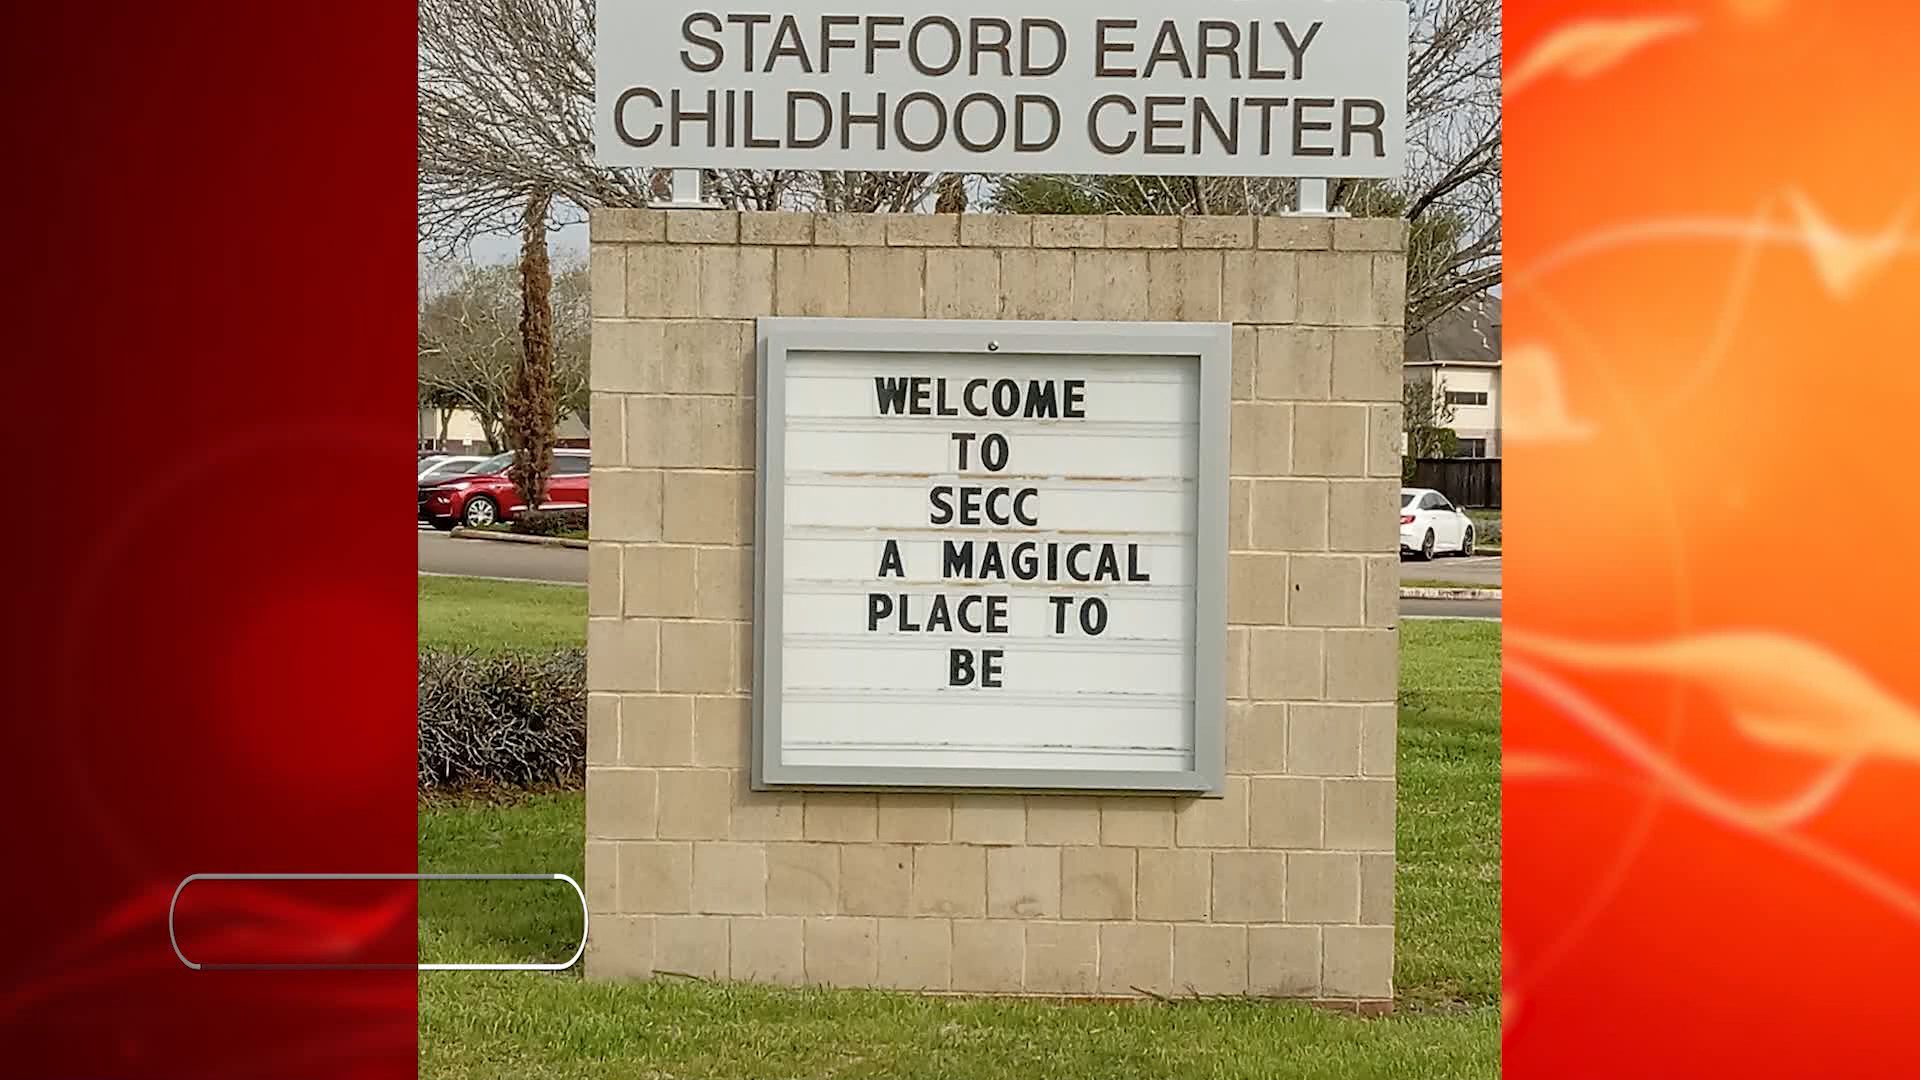 STAFFORD EARLY
CHILDHOOD CENTER
WELCOME
TO
SECC
A MAGICAL
PLACE TO
BE